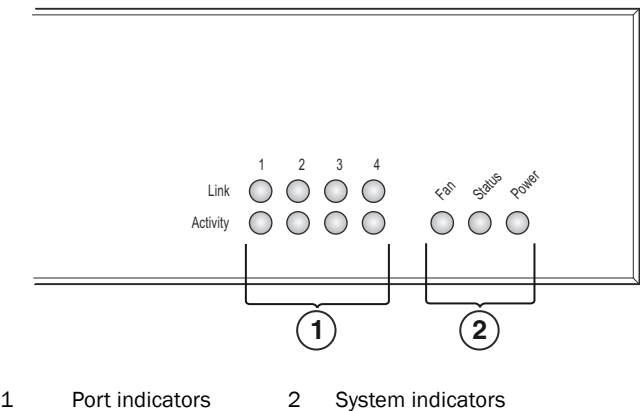 1 2 3 4
Link
Activity
Fan Status Power
1 2
1 Port indicators 2 System indicators